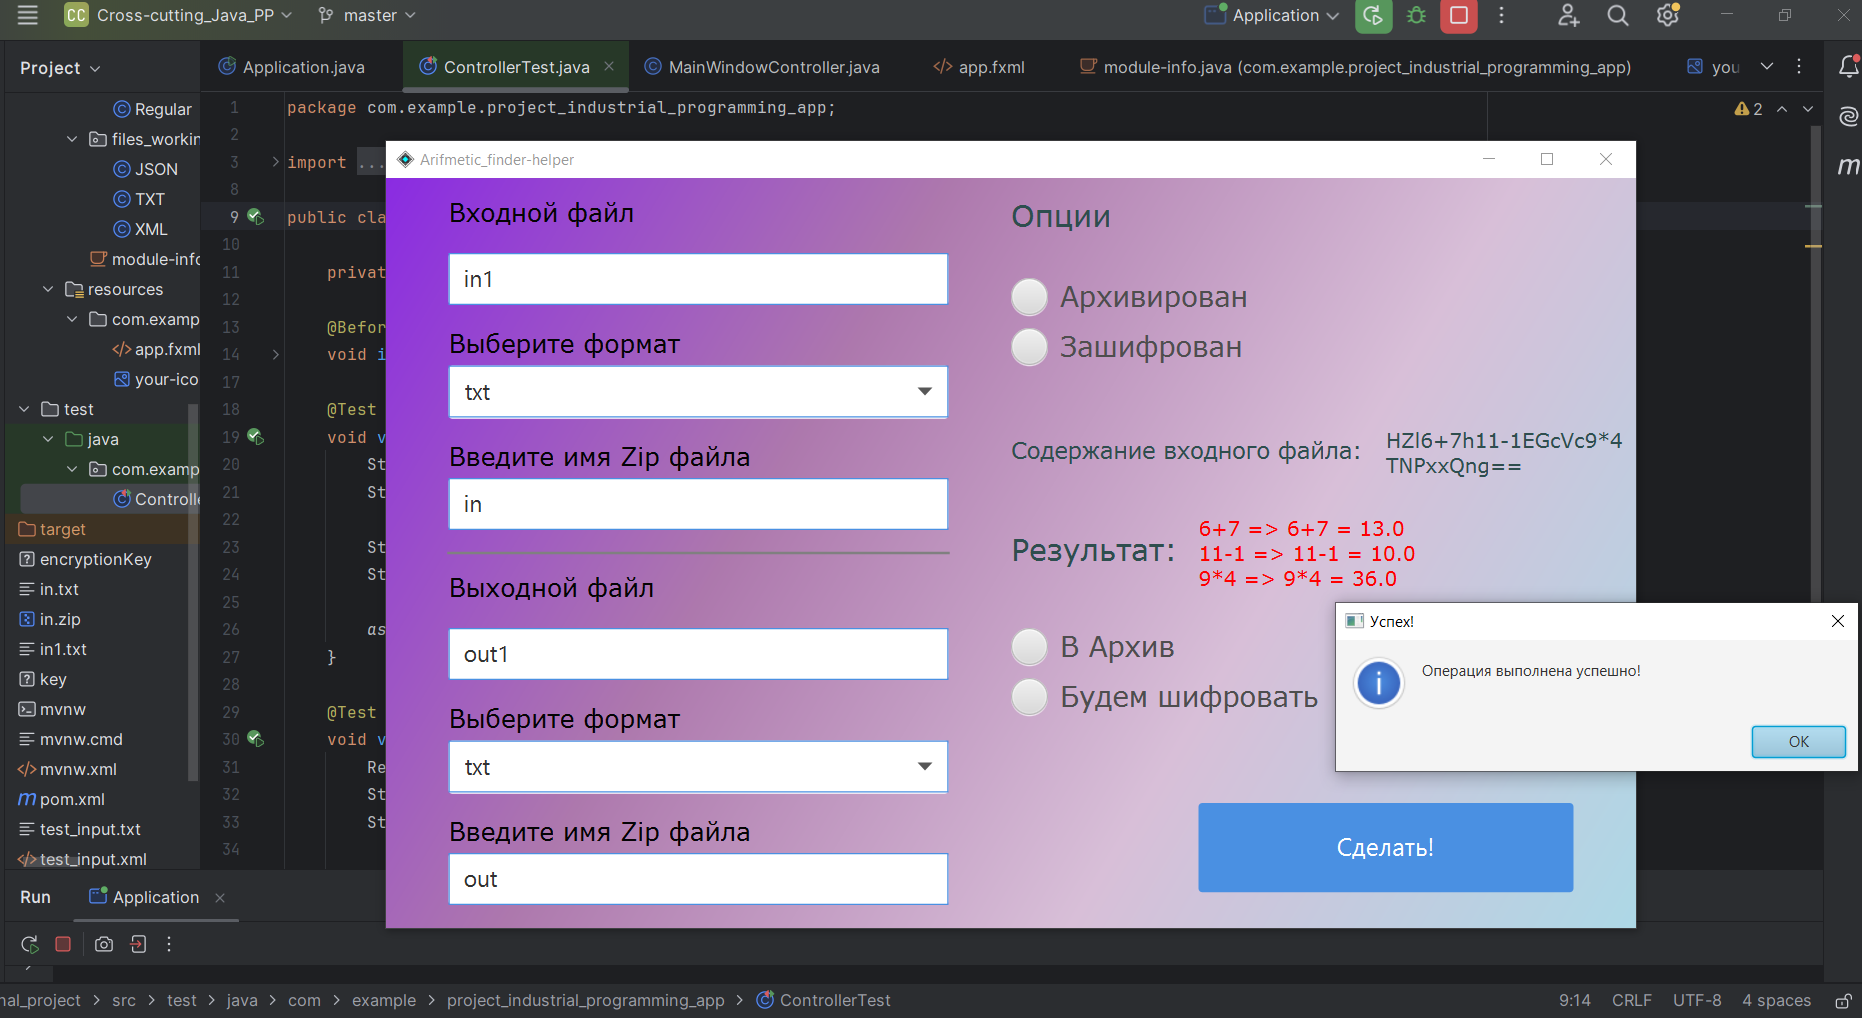 CC Cross-cutting_Java_PP master Application
Project
Application.java ControllerTest.java MainWindowController.java app.fxml module-info.java (com.example.project_industrial_programming_app) you
Regular
files_workin
JSON
TXT
XML
module-info
resources
com.examp
app.fxml
your-ico
test
java
com.examp
Controlle
target
encryptionKey
in.txt
in.zip
in1.txt
key
mvnw
mvnw.cmd
mvnw.xml
pom.xml
test_input.txt
test_input.xml
1 package com.example.project_industrial_programming_app;
2
3 import ...
8
9 public cla
10
11 privat
12
13 @Befor
14 void i
17
18 @Test
19 void v
20 St
21 St
22
23 St
24 St
25
26 as
27 }
28
29 @Test
30 void v
31 Re
32 St
33 St
34
2
Arifmetic_finder-helper
Входной файл
in1
Выберите формат
txt
Введите имя Zip файла
in
Выходной файл
out1
Выберите формат
txt
Введите имя Zip файла
out
Опции
Архивирован
Зашифрован
Содержание входного файла:
HZl6+7h11-1EGcVc9*4
TNPxxQng==
Результат:
6+7 => 6+7 = 13.0
11-1 => 11-1 = 10.0
9*4 => 9*4 = 36.0
В Архив
Будем шифровать
Сделать!
Успех!
Операция выполнена успешно!
OK
Run Application
nal_project > src > test > java > com > example > project_industrial_programming_app > ControllerTest
9:14 CRLF UTF-8 4 spaces